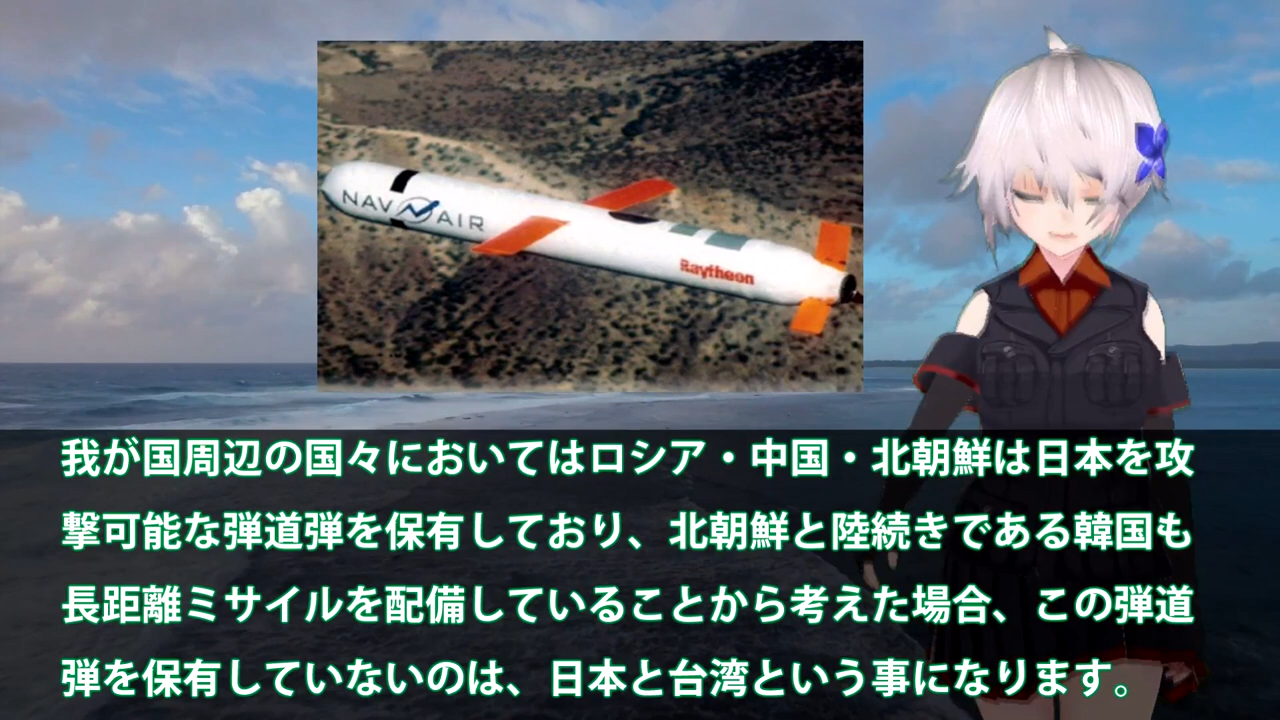 NAVAIR
Raytheon
我が国周辺の国々においてはロシア・中国・北朝鮮は日本を攻
撃可能な弾道弾を保有しており、北朝鮮と陸続きである韓国も
長距離ミサイルを配備していることから考えた場合、この弾道
弾を保有していないのは、日本と台湾という事になります。